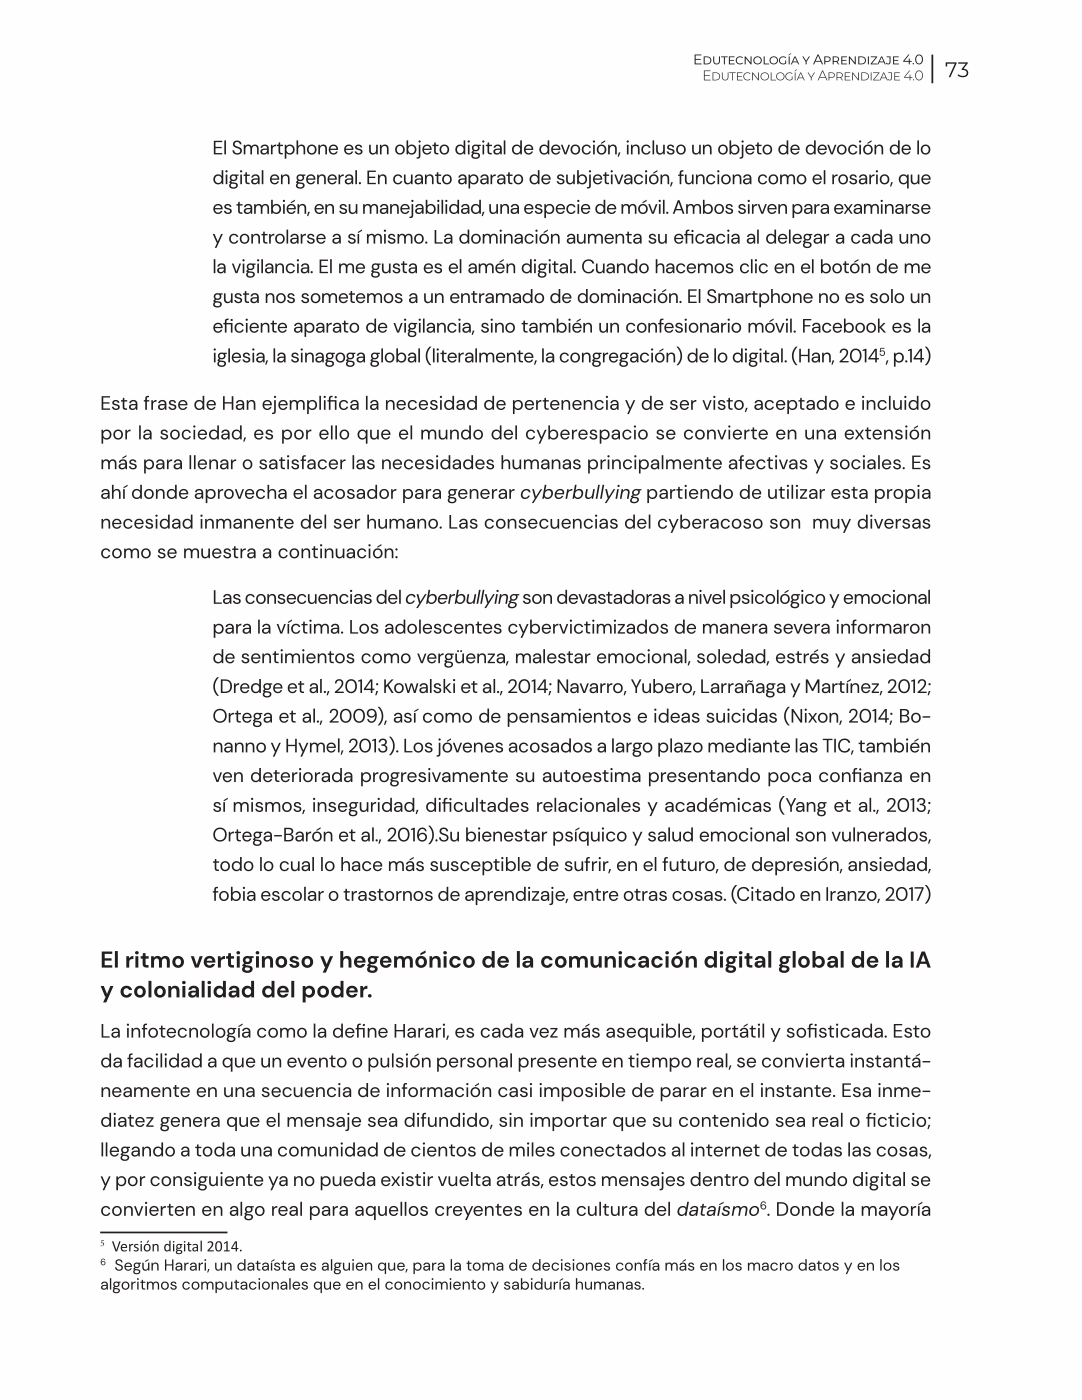 Edutecnología y Aprendizaje 4.0
Edutecnología y Aprendizaje 4.0
73
El Smartphone es un objeto digital de devoción, incluso un objeto de devoción de lo
digital en general. En cuanto aparato de subjetivación, funciona como el rosario, que
es también, en su manejabilidad, una especie de móvil. Ambos sirven para examinarse
y controlarse a sí mismo. La dominación aumenta su eficacia al delegar a cada uno
la vigilancia. El me gusta es el amén digital. Cuando hacemos clic en el botón de me
gusta nos sometemos a un entramado de dominación. El Smartphone no es solo un
eficiente aparato de vigilancia, sino también un confesionario móvil. Facebook es la
iglesia, la sinagoga global (literalmente, la congregación) de lo digital. (Han, 2014⁵, p.14)
Esta frase de Han ejemplifica la necesidad de pertenencia y de ser visto, aceptado e incluido
por la sociedad, es por ello que el mundo del cyberespacio se convierte en una extensión
más para llenar o satisfacer las necesidades humanas principalmente afectivas y sociales. Es
ahí donde aprovecha el acosador para generar cyberbullying partiendo de utilizar esta propia
necesidad inmanente del ser humano. Las consecuencias del cyberacoso son  muy diversas
como se muestra a continuación:
Las consecuencias del cyberbullying son devastadoras a nivel psicológico y emocional
para la víctima. Los adolescentes cybervictimizados de manera severa informaron
de sentimientos como vergüenza, malestar emocional, soledad, estrés y ansiedad
(Dredge et al., 2014; Kowalski et al., 2014; Navarro, Yubero, Larrañaga y Martínez, 2012;
Ortega et al., 2009), así como de pensamientos e ideas suicidas (Nixon, 2014; Bo-
nanno y Hymel, 2013). Los jóvenes acosados a largo plazo mediante las TIC, también
ven deteriorada progresivamente su autoestima presentando poca confianza en
sí mismos, inseguridad, dificultades relacionales y académicas (Yang et al., 2013;
Ortega-Barón et al., 2016).Su bienestar psíquico y salud emocional son vulnerados,
todo lo cual lo hace más susceptible de sufrir, en el futuro, de depresión, ansiedad,
fobia escolar o trastornos de aprendizaje, entre otras cosas. (Citado en Iranzo, 2017)
El ritmo vertiginoso y hegemónico de la comunicación digital global de la IA
y colonialidad del poder.
La infotecnología como la define Harari, es cada vez más asequible, portátil y sofisticada. Esto
da facilidad a que un evento o pulsión personal presente en tiempo real, se convierta instantá-
neamente en una secuencia de información casi imposible de parar en el instante. Esa inme-
diatez genera que el mensaje sea difundido, sin importar que su contenido sea real o ficticio;
llegando a toda una comunidad de cientos de miles conectados al internet de todas las cosas,
y por consiguiente ya no pueda existir vuelta atrás, estos mensajes dentro del mundo digital se
convierten en algo real para aquellos creyentes en la cultura del dataísmo⁶. Donde la mayoría
⁵ Versión digital 2014.
⁶ Según Harari, un dataísta es alguien que, para la toma de decisiones confía más en los macro datos y en los
algoritmos computacionales que en el conocimiento y sabiduría humanas.